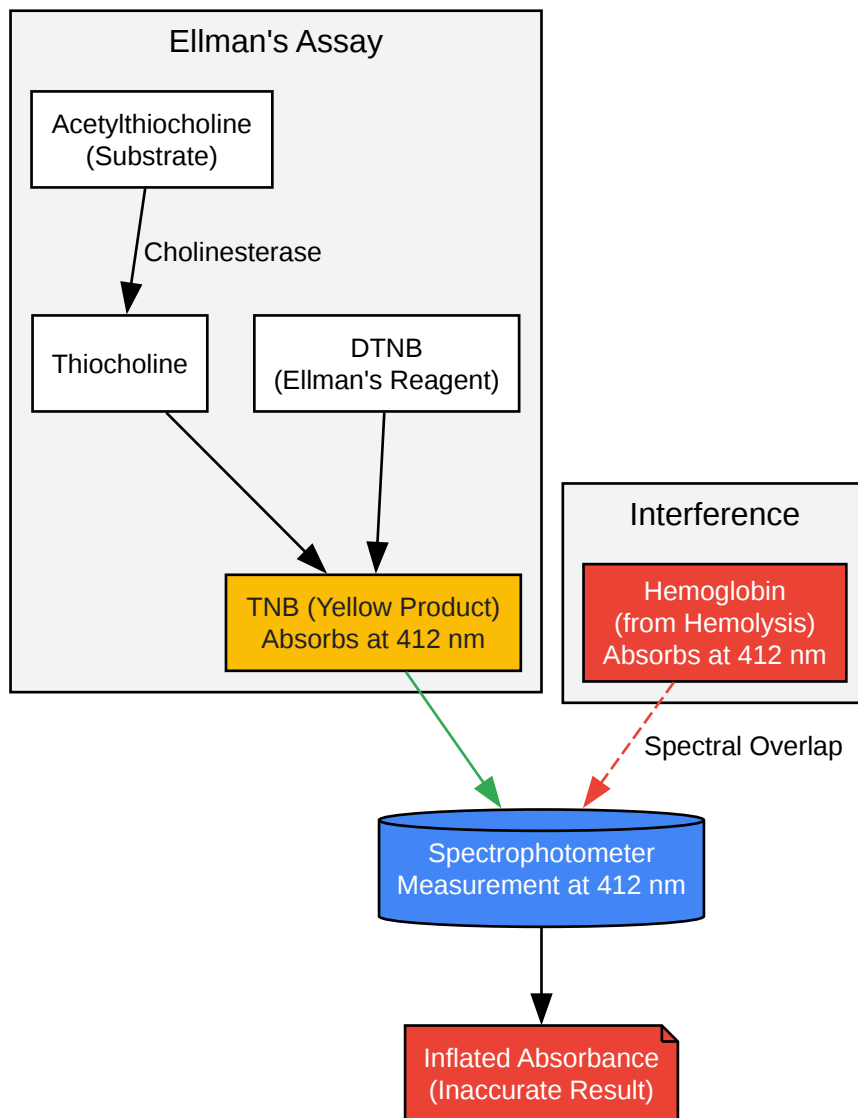 Ellman's Assay
Acetylthiocholine
(Substrate)
Cholinesterase
Thiocholine
DTNB
(Ellman's Reagent)
TNB (Yellow Product)
Absorbs at 412 nm
Interference
Hemoglobin
(from Hemolysis)
Absorbs at 412 nm
Spectral Overlap
Spectrophotometer
Measurement at 412 nm
Inflated Absorbance
(Inaccurate Result)